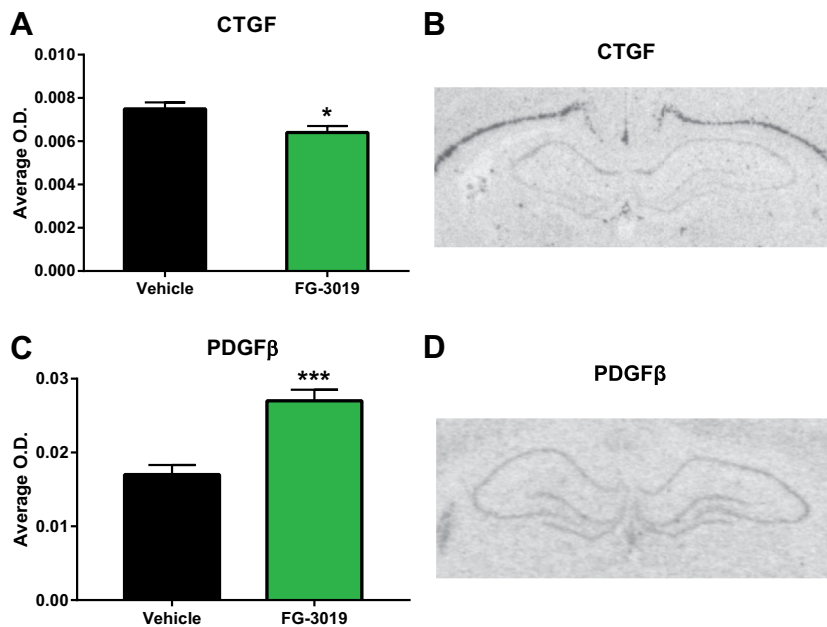 A
CTGF
Average O.D.
0.010
0.008
0.006
0.004
0.002
0.000
*
Vehicle
FG-3019
B
CTGF
C
PDGFβ
Average O.D.
0.03
0.02
0.01
0.00
***
Vehicle
FG-3019
D
PDGFβ